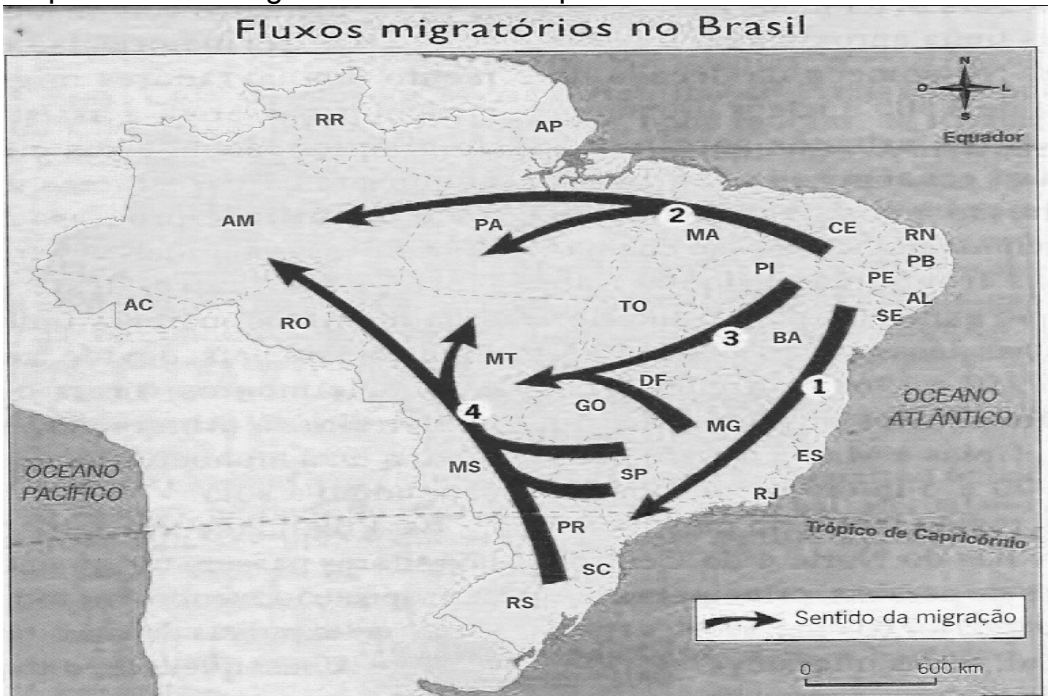 Fluxos migratórios no Brasil
N
O L
S
Equador
RR
AP
AM
PA
2
MA
CE
RN
PB
PI
PE
AL
SE
AC
TO
RO
3
BA
MT
1
DF
GO
4
MG
OCEANO
ATLÂNTICO
ES
MS
SP
OCEANO
PACÍFICO
RJ
PR
Trópico de Capricórnio
SC
RS
Sentido da migração
0 600 km